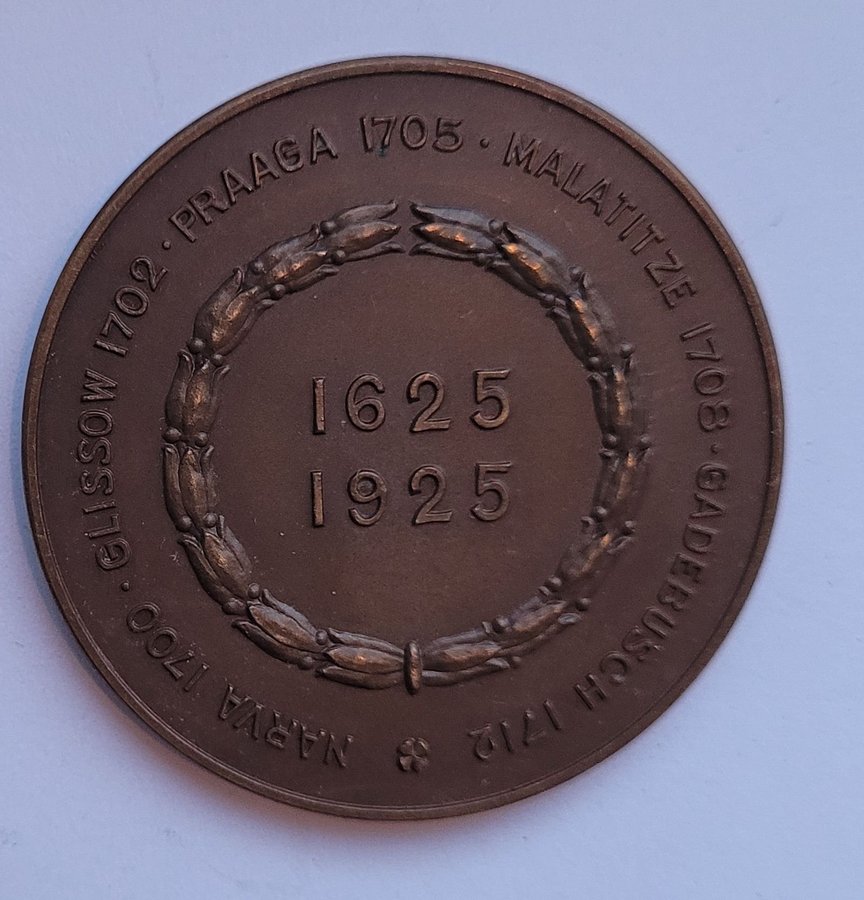 NARVA 1700 · GLISSOW 1702 · PRAAGA 1705 · MALATITZE 1708 · GADEBUSCH 1712
1625
1925